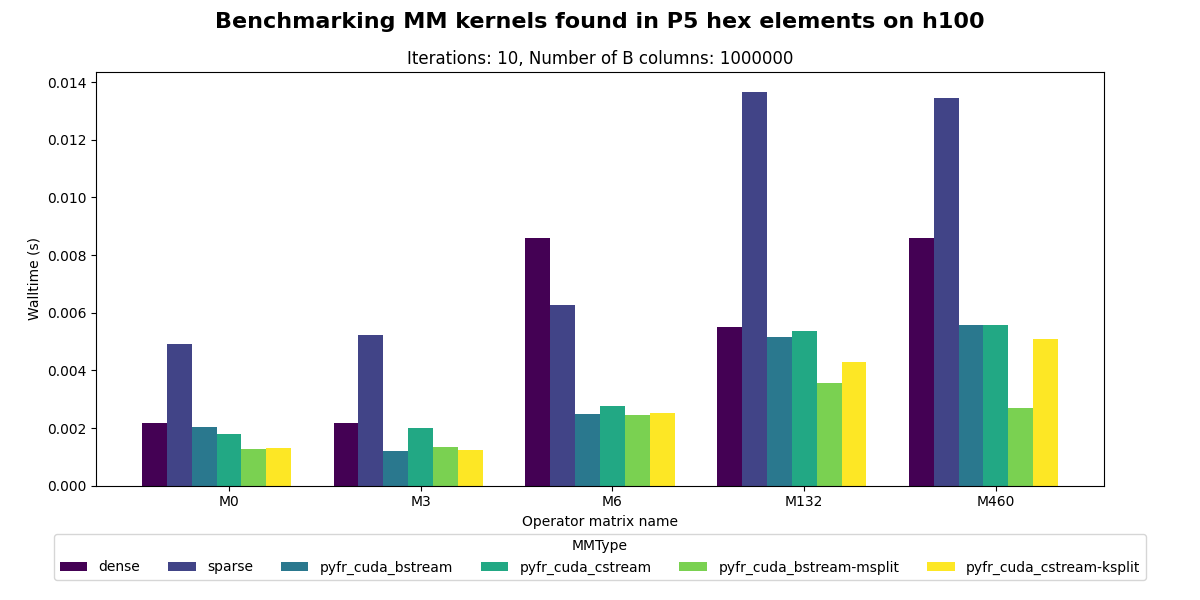 Benchmarking MM kernels found in P5 hex elements on h100
Iterations: 10, Number of B columns: 1000000
0.014
0.012
0.010
0.008
0.006
0.004
0.002
0.000
Walltime (s)
M0 M3 M6 M132 M460
Operator matrix name
MMType
dense sparse pyfr_cuda_bstream pyfr_cuda_cstream pyfr_cuda_bstream-msplit pyfr_cuda_cstream-ksplit